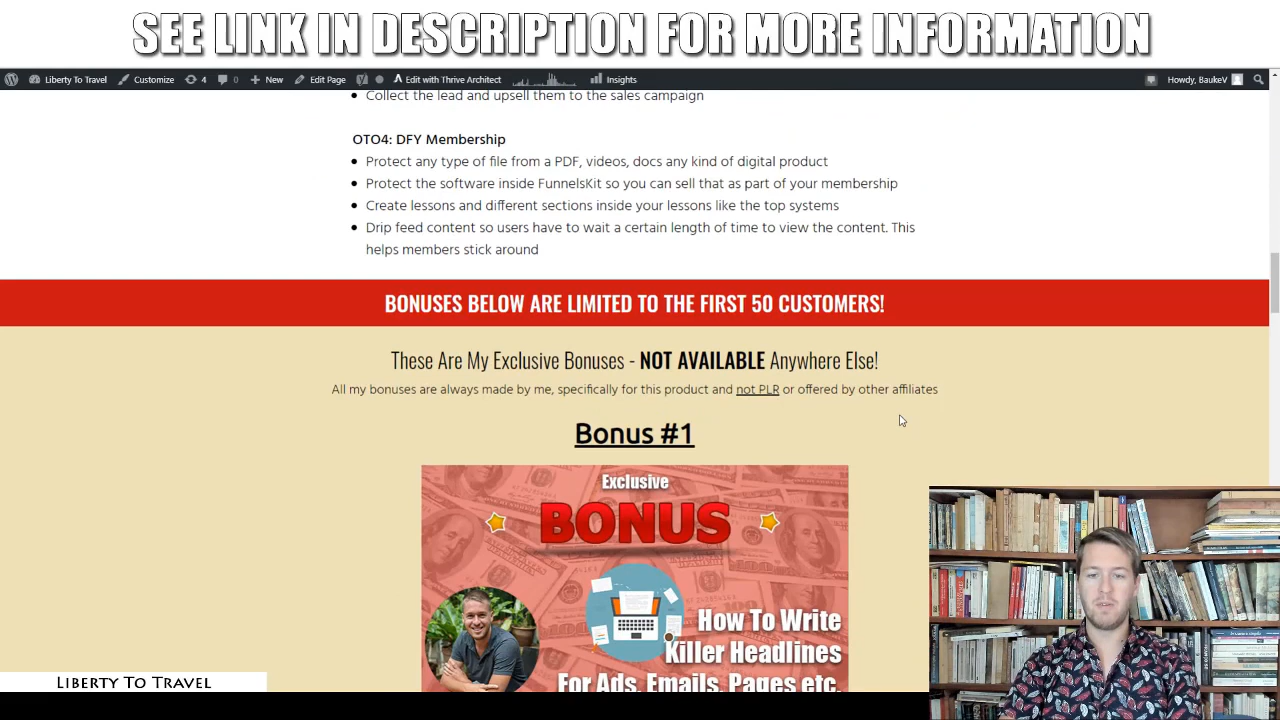 SEE LINK IN DESCRIPTION FOR MORE INFORMATION
Liberty To Travel Customize 4 0 New Edit Page Edit with Thrive Architect Insights Howdy, BaukeV
Collect the lead and upsell them to the sales campaign
OTO4: DFY Membership
Protect any type of file from a PDF, videos, docs any kind of digital product
Protect the software inside FunnelsKit so you can sell that as part of your membership
Create lessons and different sections inside your lessons like the top systems
Drip feed content so users have to wait a certain length of time to view the content. This
helps members stick around
BONUSES BELOW ARE LIMITED TO THE FIRST 50 CUSTOMERS!
These Are My Exclusive Bonuses - NOT AVAILABLE Anywhere Else!
All my bonuses are always made by me, specifically for this product and not PLR or offered by other affiliates
Bonus #1
Exclusive
BONUS
How To Write
Killer Headlines
For Ads, Emails, Pages etc.
LIBERTY TO TRAVEL